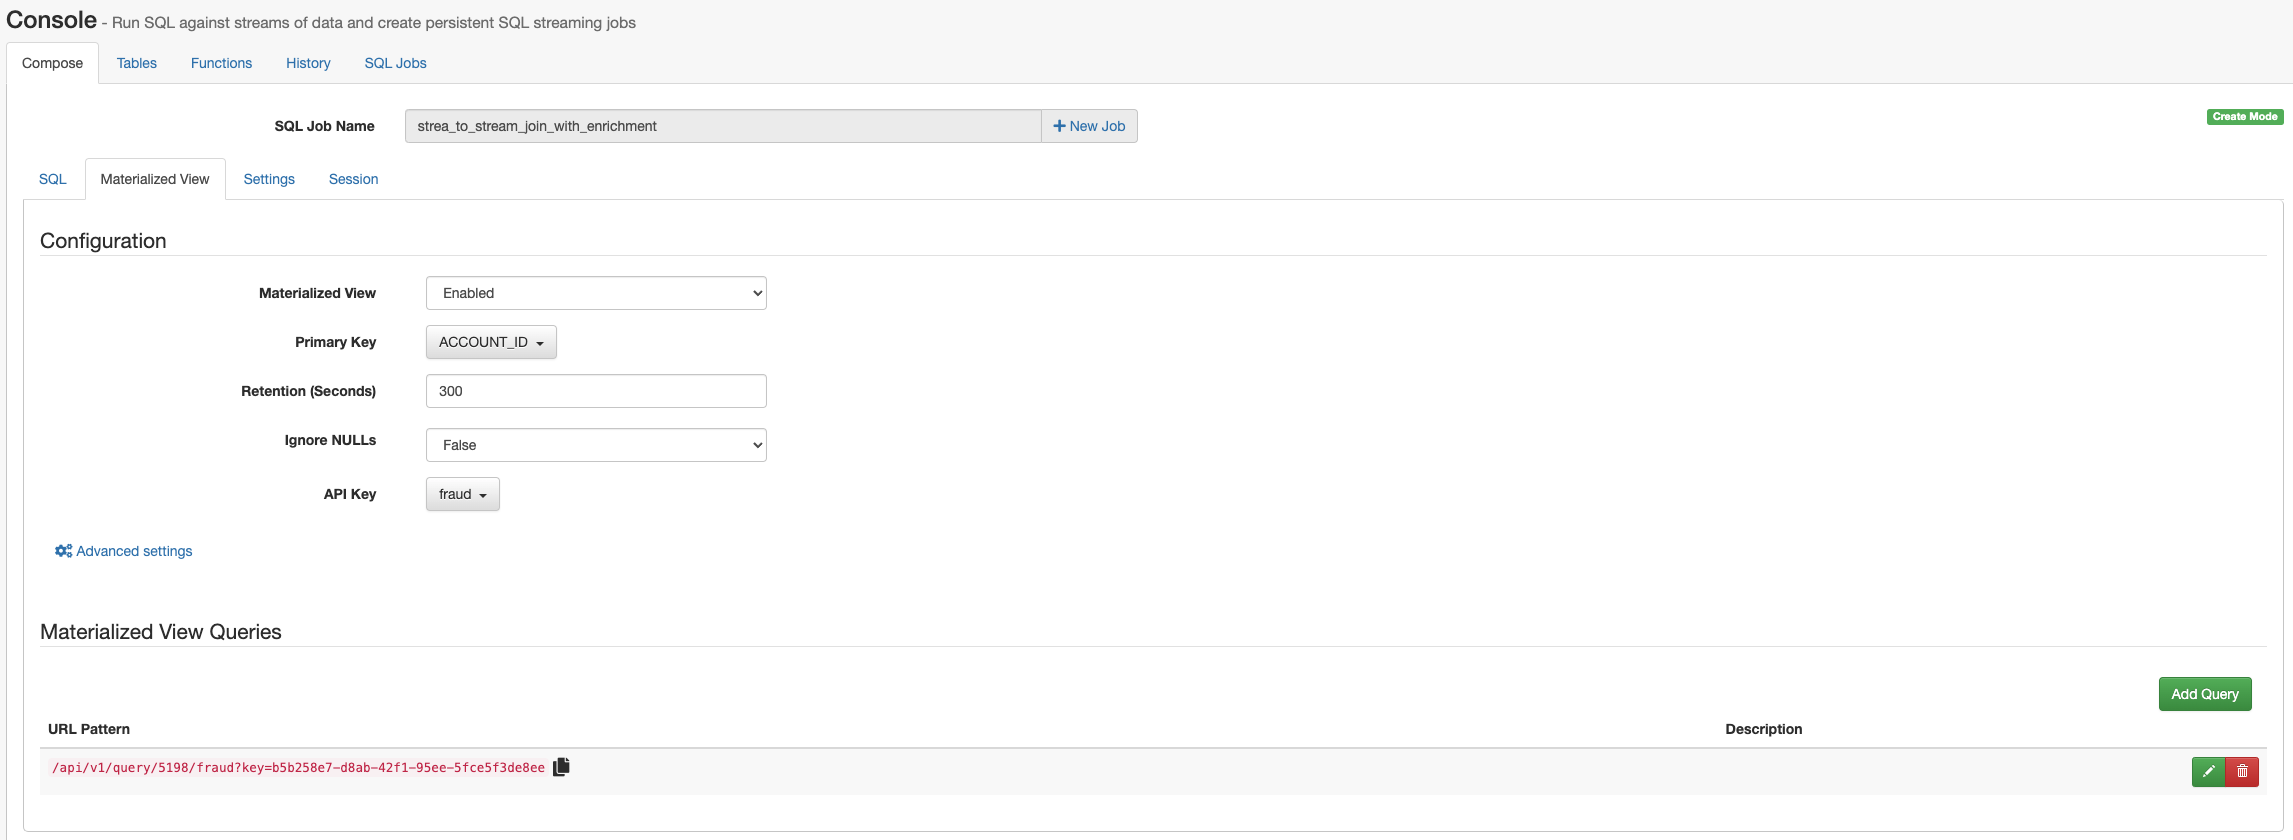 Console - Run SQL against streams of data and create persistent SQL streaming jobs
Compose Tables Functions History SQL Jobs
SQL Job Name strea_to_stream_join_with_enrichment New Job Create Mode
SQL Materialized View Settings Session
Configuration
Materialized View Enabled
Primary Key ACCOUNT_ID
Retention (Seconds) 300
Ignore NULLs False
API Key fraud
Advanced settings
Materialized View Queries
Add Query
URL Pattern Description
/api/v1/query/5198/fraud?key=b5b258e7-d8ab-42f1-95ee-5fce5f3de8ee